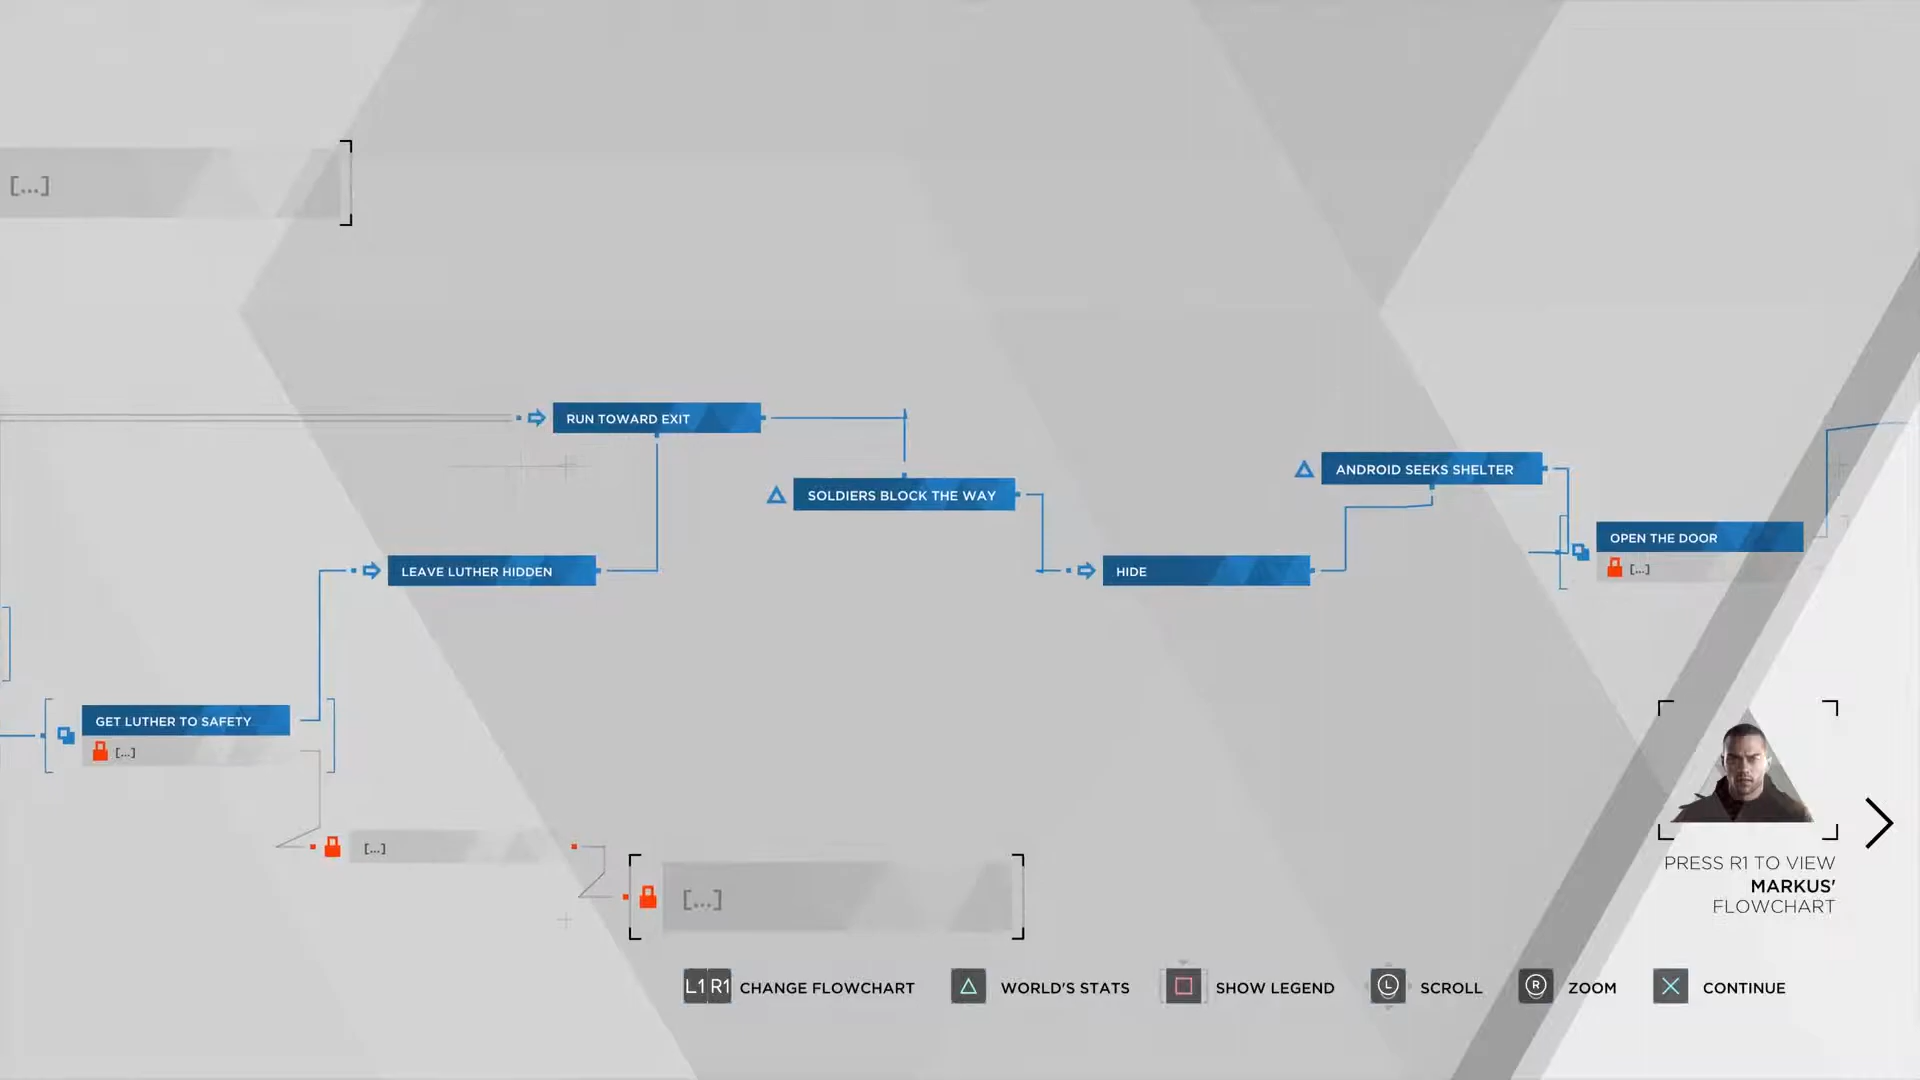 [...]
RUN TOWARD EXIT
ANDROID SEEKS SHELTER
SOLDIERS BLOCK THE WAY
OPEN THE DOOR
[...]
LEAVE LUTHER HIDDEN
HIDE
GET LUTHER TO SAFETY
[...]
[...]
[...]
PRESS R1 TO VIEW
MARKUS'
FLOWCHART
L1 R1 CHANGE FLOWCHART WORLD'S STATS SHOW LEGEND L SCROLL R ZOOM CONTINUE